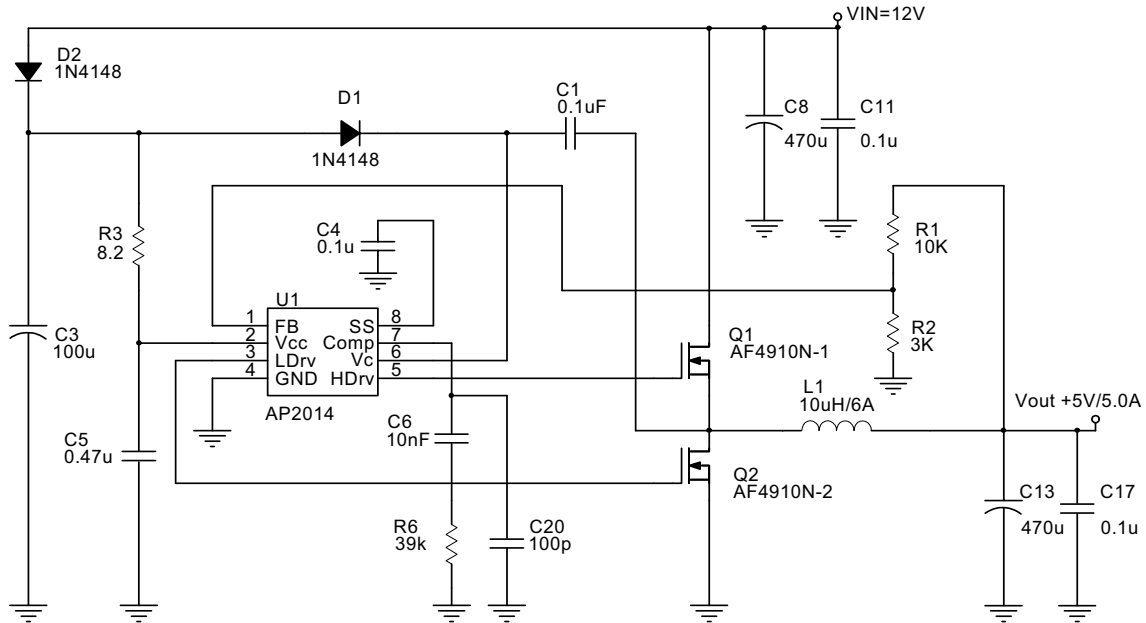 VIN=12V
D2
1N4148
D1
1N4148
C1
0.1uF
C8
470u
C11
0.1u
R3
8.2
C4
0.1u
R1
10K
U1
1
FB
2
Vcc
3
LDrv
4
GND
SS
8
Comp
7
Vc
6
HDrv
5
AP2014
C3
100u
R2
3K
Q1
AF4910N-1
L1
10uH/6A
Vout +5V/5.0A
C5
0.47u
C6
10nF
Q2
AF4910N-2
C13
470u
C17
0.1u
R6
39k
C20
100p